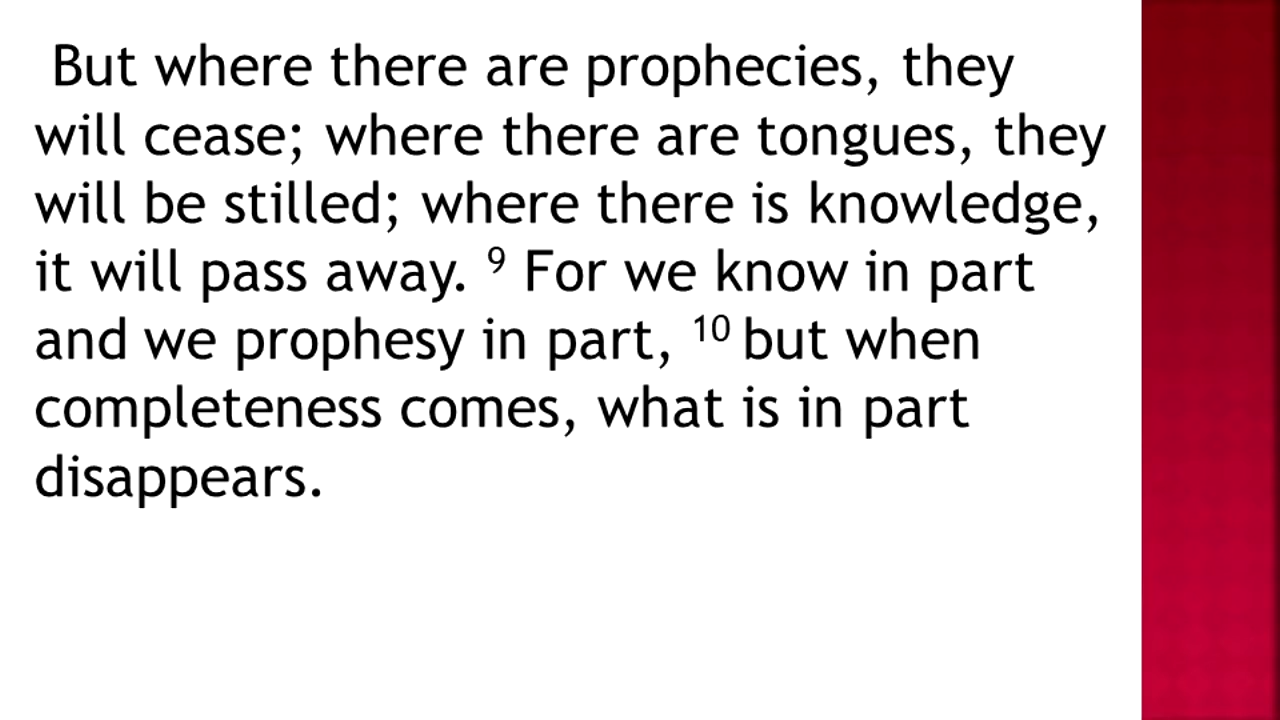 But where there are prophecies, they
will cease; where there are tongues, they
will be stilled; where there is knowledge,
it will pass away. ⁹ For we know in part
and we prophesy in part, ¹⁰ but when
completeness comes, what is in part
disappears.